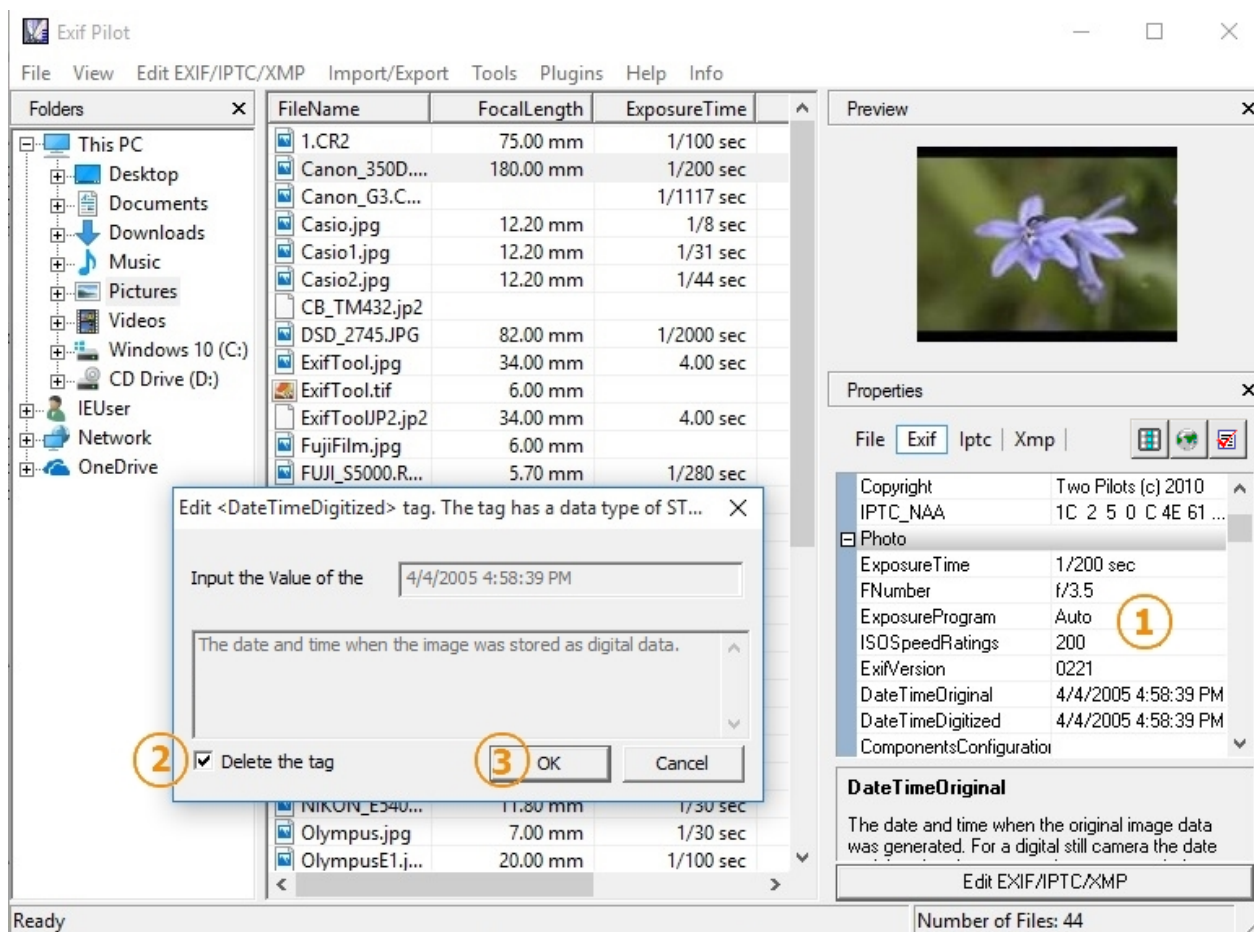 Exif Pilot
File View Edit EXIF/IPTC/XMP Import/Export Tools Plugins Help Info
Folders
This PC
Desktop
Documents
Downloads
Music
Pictures
Videos
Windows 10 (C:)
CD Drive (D:)
IEUser
Network
OneDrive
FileName FocalLength ExposureTime
1.CR2 75.00 mm 1/100 sec
Canon_350D.... 180.00 mm 1/200 sec
Canon_G3.C... 1/1117 sec
Casio.jpg 12.20 mm 1/8 sec
Casio1.jpg 12.20 mm 1/31 sec
Casio2.jpg 12.20 mm 1/44 sec
CB_TM432.jp2
DSD_2745.JPG 82.00 mm 1/2000 sec
ExifTool.jpg 34.00 mm 4.00 sec
ExifTool.tif 6.00 mm
ExifToolJP2.jp2 34.00 mm 4.00 sec
FujiFilm.jpg 6.00 mm
FUJI_S5000.R... 5.70 mm 1/280 sec
Edit <DateTimeDigitized> tag. The tag has a data type of ST...
Input the Value of the 4/4/2005 4:58:39 PM
The date and time when the image was stored as digital data.
2 Delete the tag 3 OK Cancel
NIKON_E540... 11.80 mm 1/30 sec
Olympus.jpg 7.00 mm 1/30 sec
OlympusE1.j... 20.00 mm 1/100 sec
Preview
Properties
File Exif Iptc Xmp
Copyright Two Pilots (c) 2010
IPTC_NAA 1C 2 5 0 C 4E 61 ...
Photo
ExposureTime 1/200 sec
FNumber f/3.5
ExposureProgram Auto
1
ISOSpeedRatings 200
ExifVersion 0221
DateTimeOriginal 4/4/2005 4:58:39 PM
DateTimeDigitized 4/4/2005 4:58:39 PM
ComponentsConfiguration
DateTimeOriginal
The date and time when the original image data
was generated. For a digital still camera the date
Edit EXIF/IPTC/XMP
Ready
Number of Files: 44